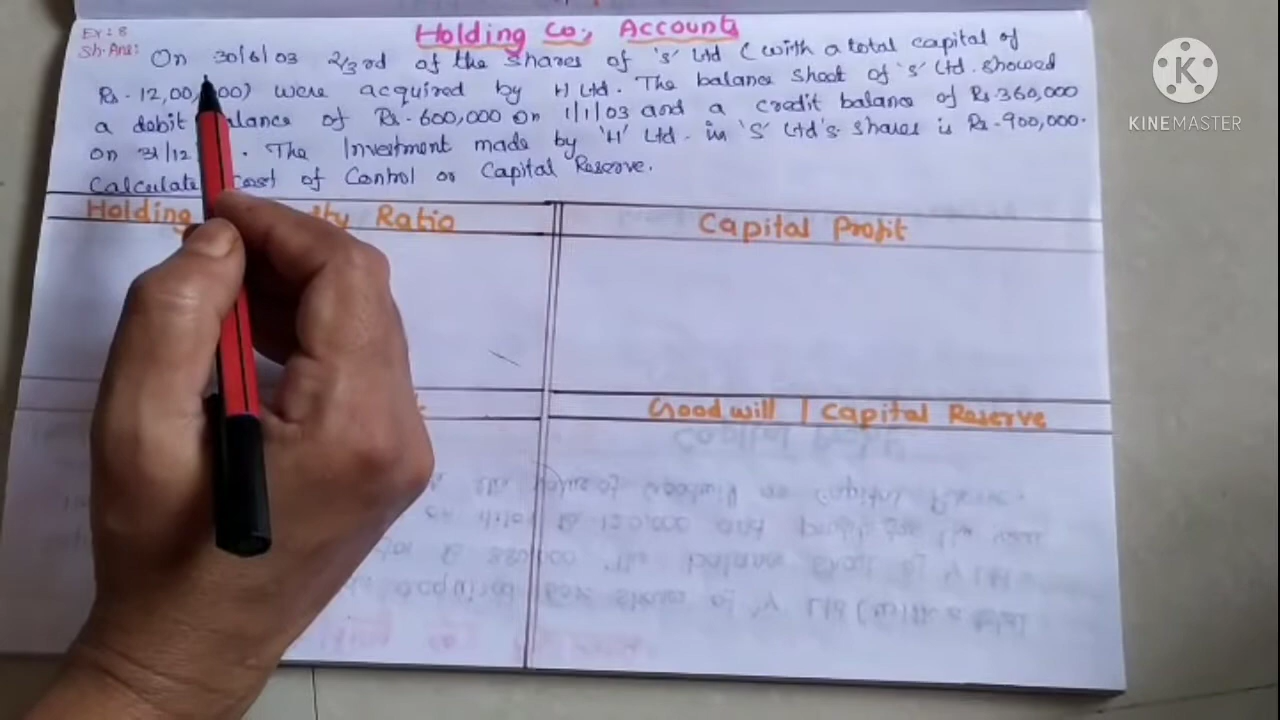 Holding Co., Accounts
Ex: 8
Sh. Ans:
On 30/6/03 2/3 rd of the shares of 's' Ltd (with a total capital of
Rs. 12,00, 00) were acquired by H Ltd. The balance sheet of 's' Ltd. showed
a debit balance of Rs. 600,000 on 1/1/03 and a credit balance of Rs. 360,000
on 31/12 . The Investment made by 'H' Ltd. in 'S' Ltd's. shares is Rs. 900,000.
Calculate Cost of Control or Capital Reserve.
Holding Ratio
Capital Profit
Goodwill / Capital Reserve
K
KINEMASTER